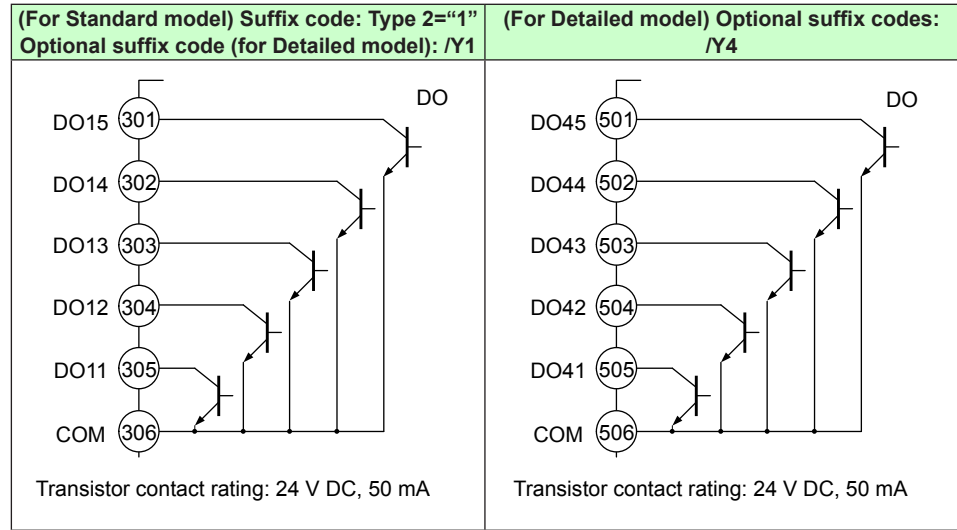 (For Standard model) Suffix code: Type 2=“1”
Optional suffix code (for Detailed model): /Y1
DO
DO15 301
DO14 302
DO13 303
DO12 304
DO11 305
COM 306
Transistor contact rating: 24 V DC, 50 mA
(For Detailed model) Optional suffix codes:
/Y4
DO
DO45 501
DO44 502
DO43 503
DO42 504
DO41 505
COM 506
Transistor contact rating: 24 V DC, 50 mA